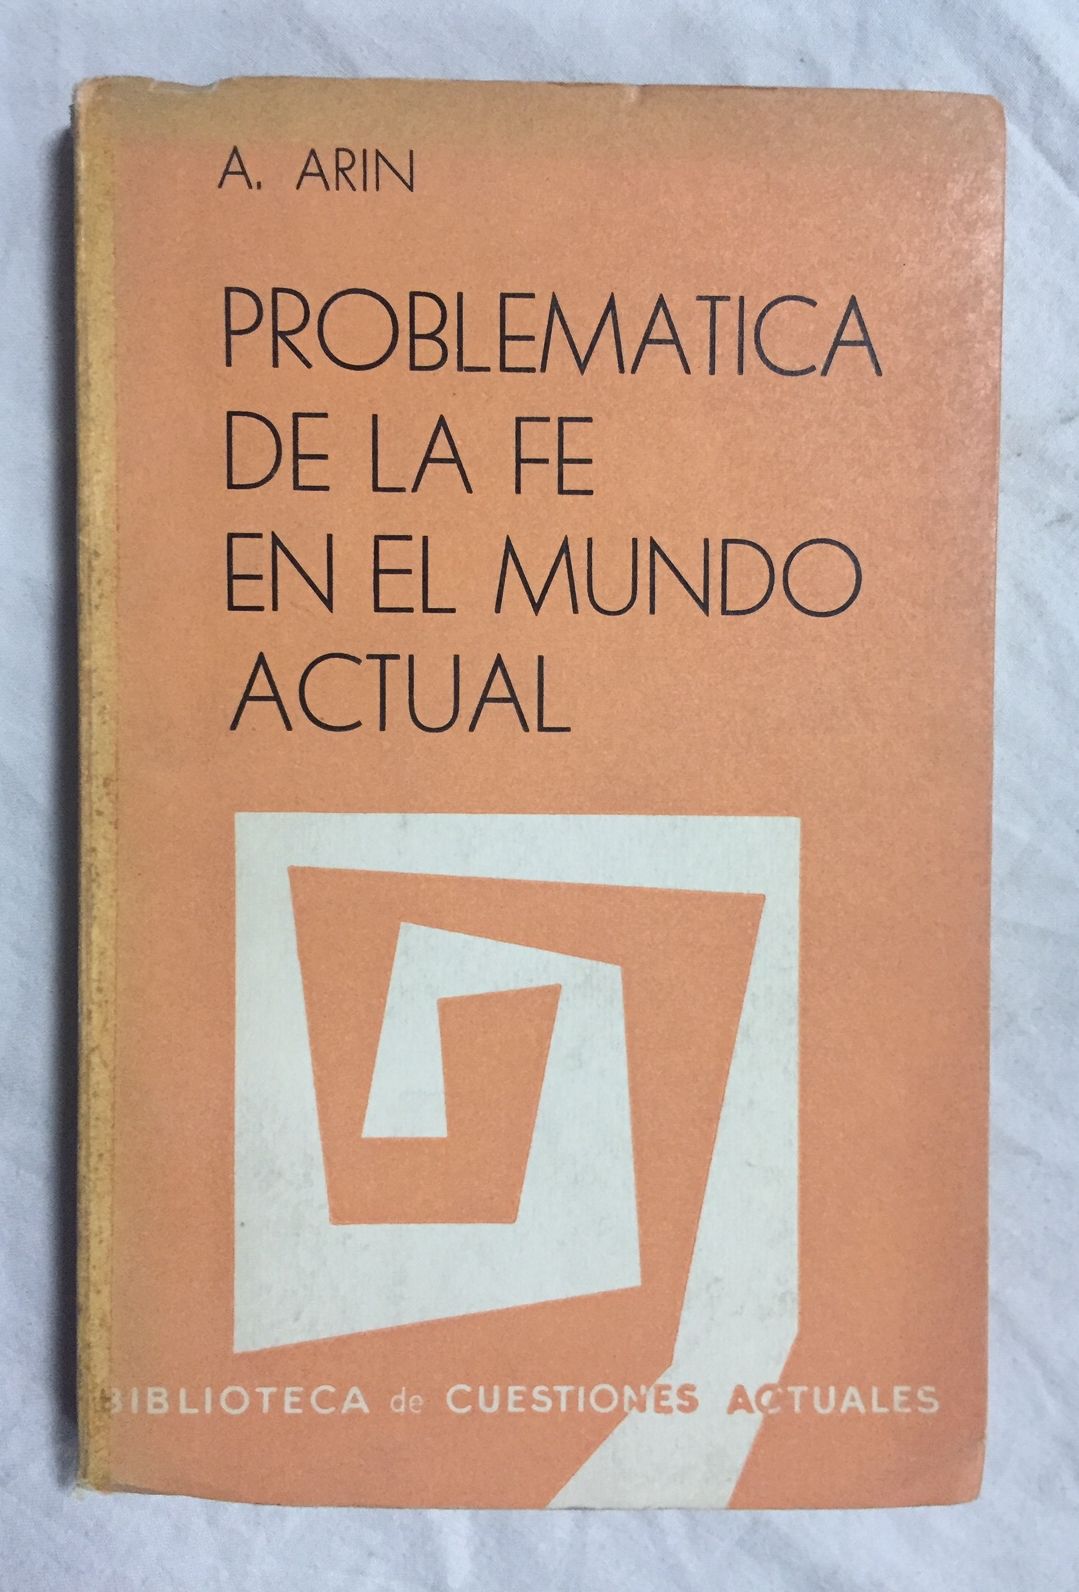 A. ARIN
PROBLEMATICA
DE LA FE
EN EL MUNDO
ACTUAL
BIBLIOTECA de CUESTIONES ACTUALES